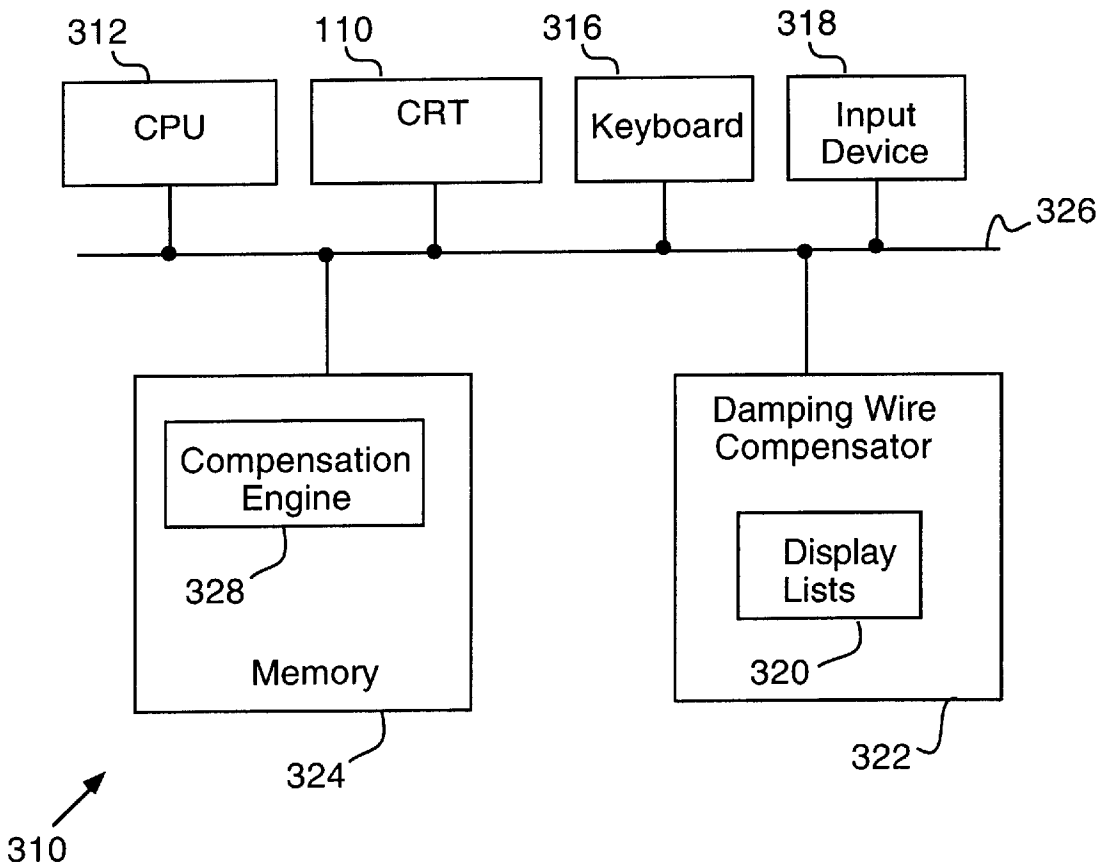 312
110
316
318
CPU
CRT
Keyboard
Input
Device
326
Compensation
Engine
328
Memory
324
Damping Wire
Compensator
Display
Lists
320
322
310